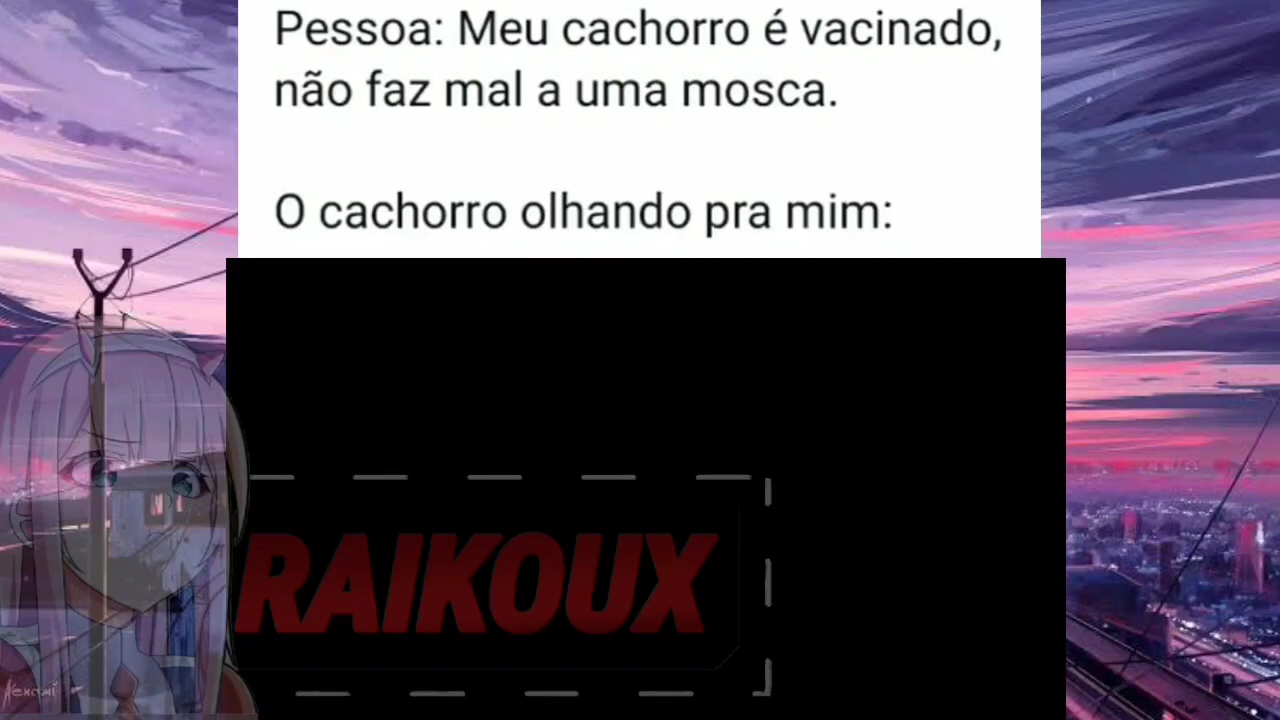 Pessoa: Meu cachorro é vacinado,
não faz mal a uma mosca.
O cachorro olhando pra mim:
RAIKOUX